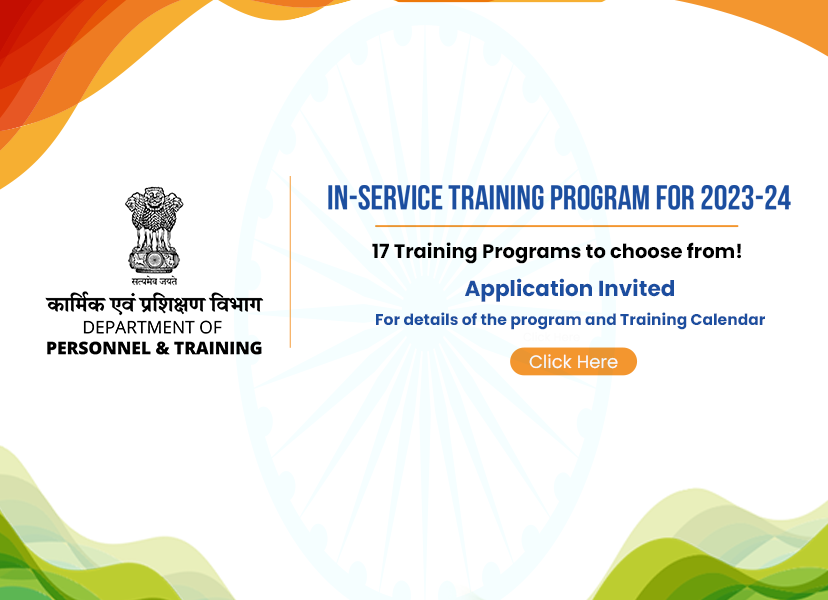 सत्यमेव जयते
कार्मिक एवं प्रशिक्षण विभाग
DEPARTMENT OF
PERSONNEL & TRAINING
IN-SERVICE TRAINING PROGRAM FOR 2023-24
17 Training Programs to choose from!
Application Invited
For details of the program and Training Calendar
Click Here